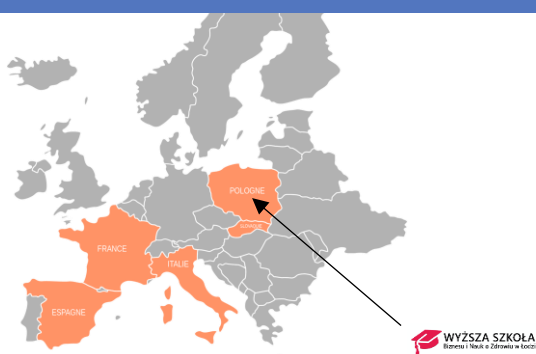 POLOGNE
SLOVAQUIE
FRANCE
ITALIE
ESPAGNE
WYŻSZA SZKOŁA
Biznesu i Nauk o Zdrowiu w Łodzi